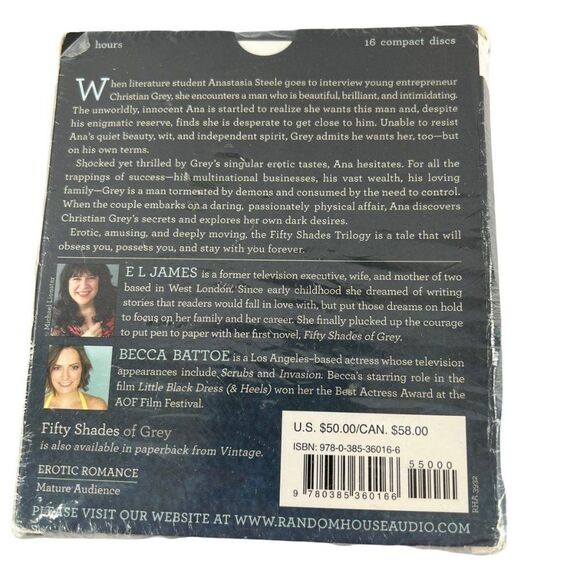 hours
16 compact discs
When literature student Anastasia Steele goes to interview young entrepreneur
Christian Grey, she encounters a man who is beautiful, brilliant, and intimidating.
The unworldly, innocent Ana is startled to realize she wants this man and, despite
his enigmatic reserve, finds she is desperate to get close to him. Unable to resist
Ana's quiet beauty, wit, and independent spirit, Grey admits he wants her, too—but
on his own terms.
Shocked yet thrilled by Grey's singular erotic tastes, Ana hesitates. For all the
trappings of success—his multinational businesses, his vast wealth, his loving
family—Grey is a man tormented by demons and consumed by the need to control.
When the couple embarks on a daring, passionately physical affair, Ana discovers
Christian Grey's secrets and explores her own dark desires.
Erotic, amusing, and deeply moving, the Fifty Shades Trilogy is a tale that will
obsess you, possess you, and stay with you forever.
Michael Lionstar
E L JAMES is a former television executive, wife, and mother of two
based in West London. Since early childhood she dreamed of writing
stories that readers would fall in love with, but put those dreams on hold
to focus on her family and her career. She finally plucked up the courage
to put pen to paper with her first novel, Fifty Shades of Grey.
BECCA BATTOE is a Los Angeles–based actress whose television
appearances include Scrubs and Invasion. Becca's starring role in the
film Little Black Dress (& Heels) won her the Best Actress Award at the
AOF Film Festival.
Fifty Shades of Grey
is also available in paperback from Vintage.
EROTIC ROMANCE
Mature Audience
U.S. $50.00/CAN. $58.00
ISBN: 978-0-385-36016-6
55000
9 780385 360166
PLEASE VISIT OUR WEBSITE AT WWW.RANDOMHOUSEAUDIO.COM